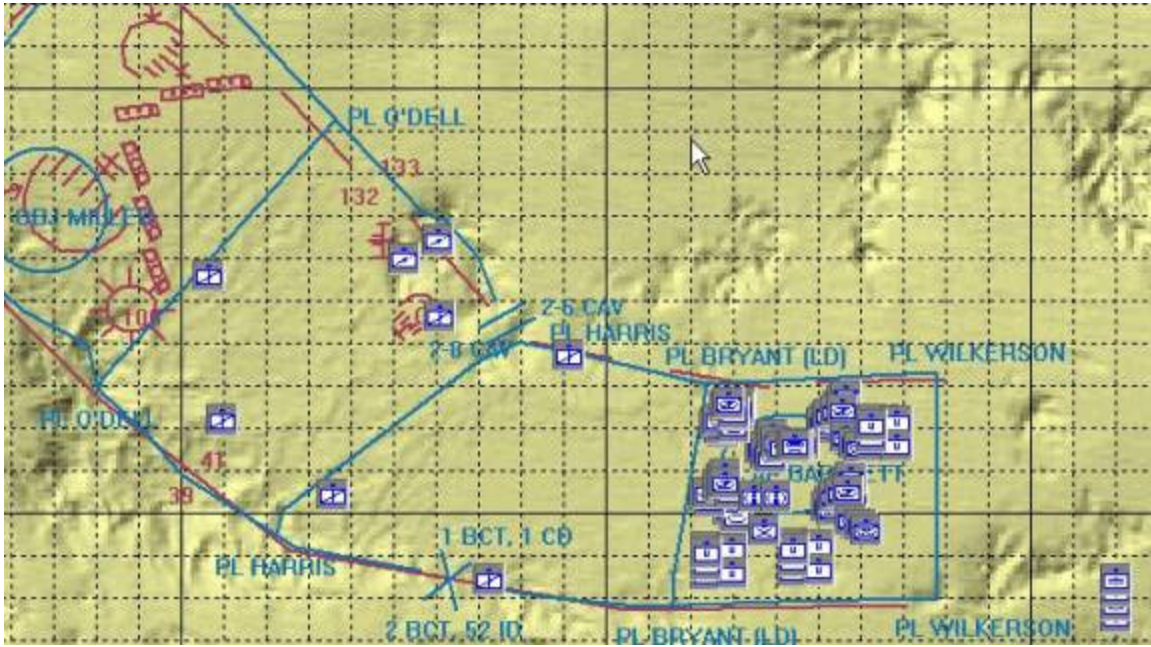 PL O'DELL
133
132
OBJ MILLER
100
2-6 CAV
PL HARRIS
2-8 CAV
PL BRYANT (LD)
PL WILKERSON
PL O'DELL
41
39
1 BCT, 1 CD
PL HARRIS
2 BCT, 52 ID
PL BRYANT (LD)
PL WILKERSON